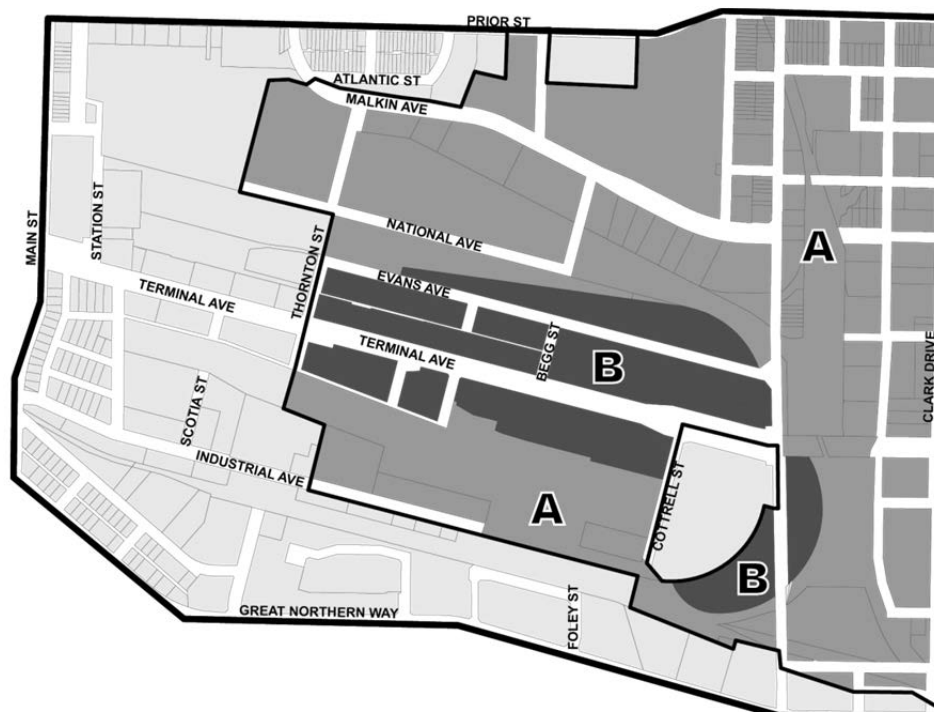 PRIOR ST
ATLANTIC ST
MALKIN AVE
MAIN ST
STATION ST
NATIONAL AVE
A
THORNTON ST
EVANS AVE
TERMINAL AVE
TERMINAL AVE
BEGG ST
B
CLARK DRIVE
SCOTIA ST
INDUSTRIAL AVE
A
COTTRELL ST
B
GREAT NORTHERN WAY
FOLEY ST